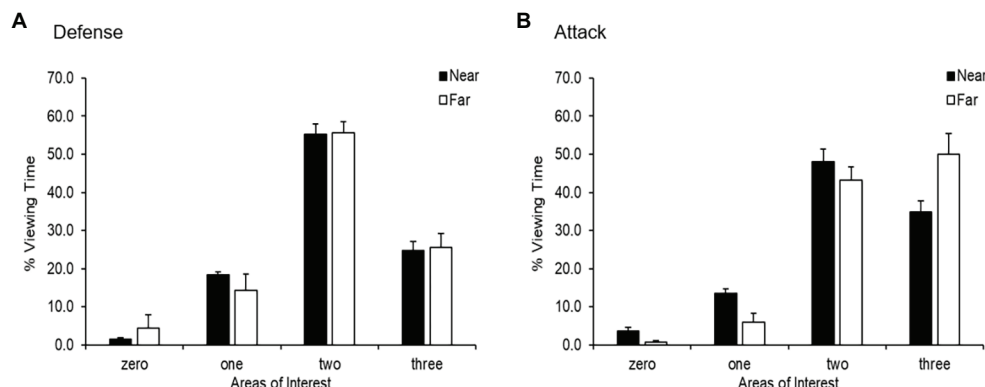 A
Defense
Near
Far
70.0
60.0
50.0
40.0
30.0
20.0
10.0
0.0
% Viewing Time
zero one two three
Areas of Interest
B
Attack
Near
Far
70.0
60.0
50.0
40.0
30.0
20.0
10.0
0.0
% Viewing Time
zero one two three
Areas of Interest